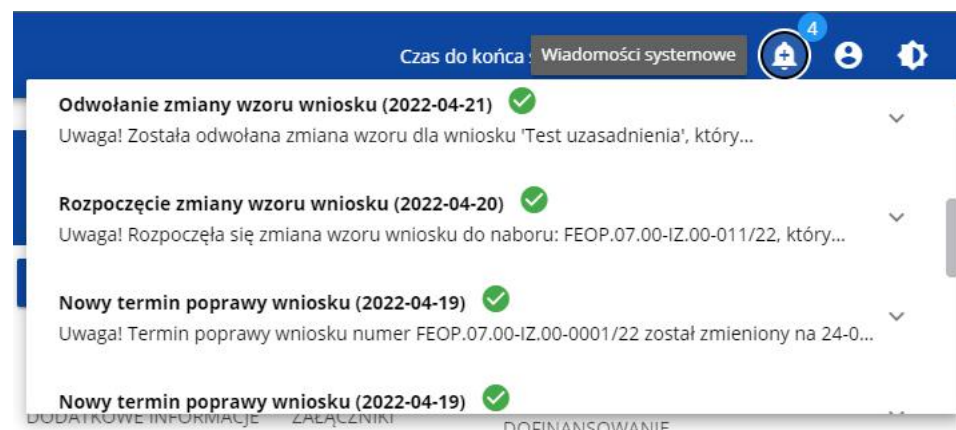 4
Czas do końca
Wiadomości systemowe
Odwołanie zmiany wzoru wniosku (2022-04-21)
Uwaga! Została odwołana zmiana wzoru dla wniosku 'Test uzasadnienia', który...
Rozpoczęcie zmiany wzoru wniosku (2022-04-20)
Uwaga! Rozpoczęła się zmiana wzoru wniosku do naboru: FEOP.07.00-IZ.00-011/22, który...
Nowy termin poprawy wniosku (2022-04-19)
Uwaga! Termin poprawy wniosku numer FEOP.07.00-IZ.00-0001/22 został zmieniony na 24-0...
Nowy termin poprawy wniosku (2022-04-19)
DODATKOWE INFORMACJE ZAŁĄCZNIKI
DOFINANSOWANIE